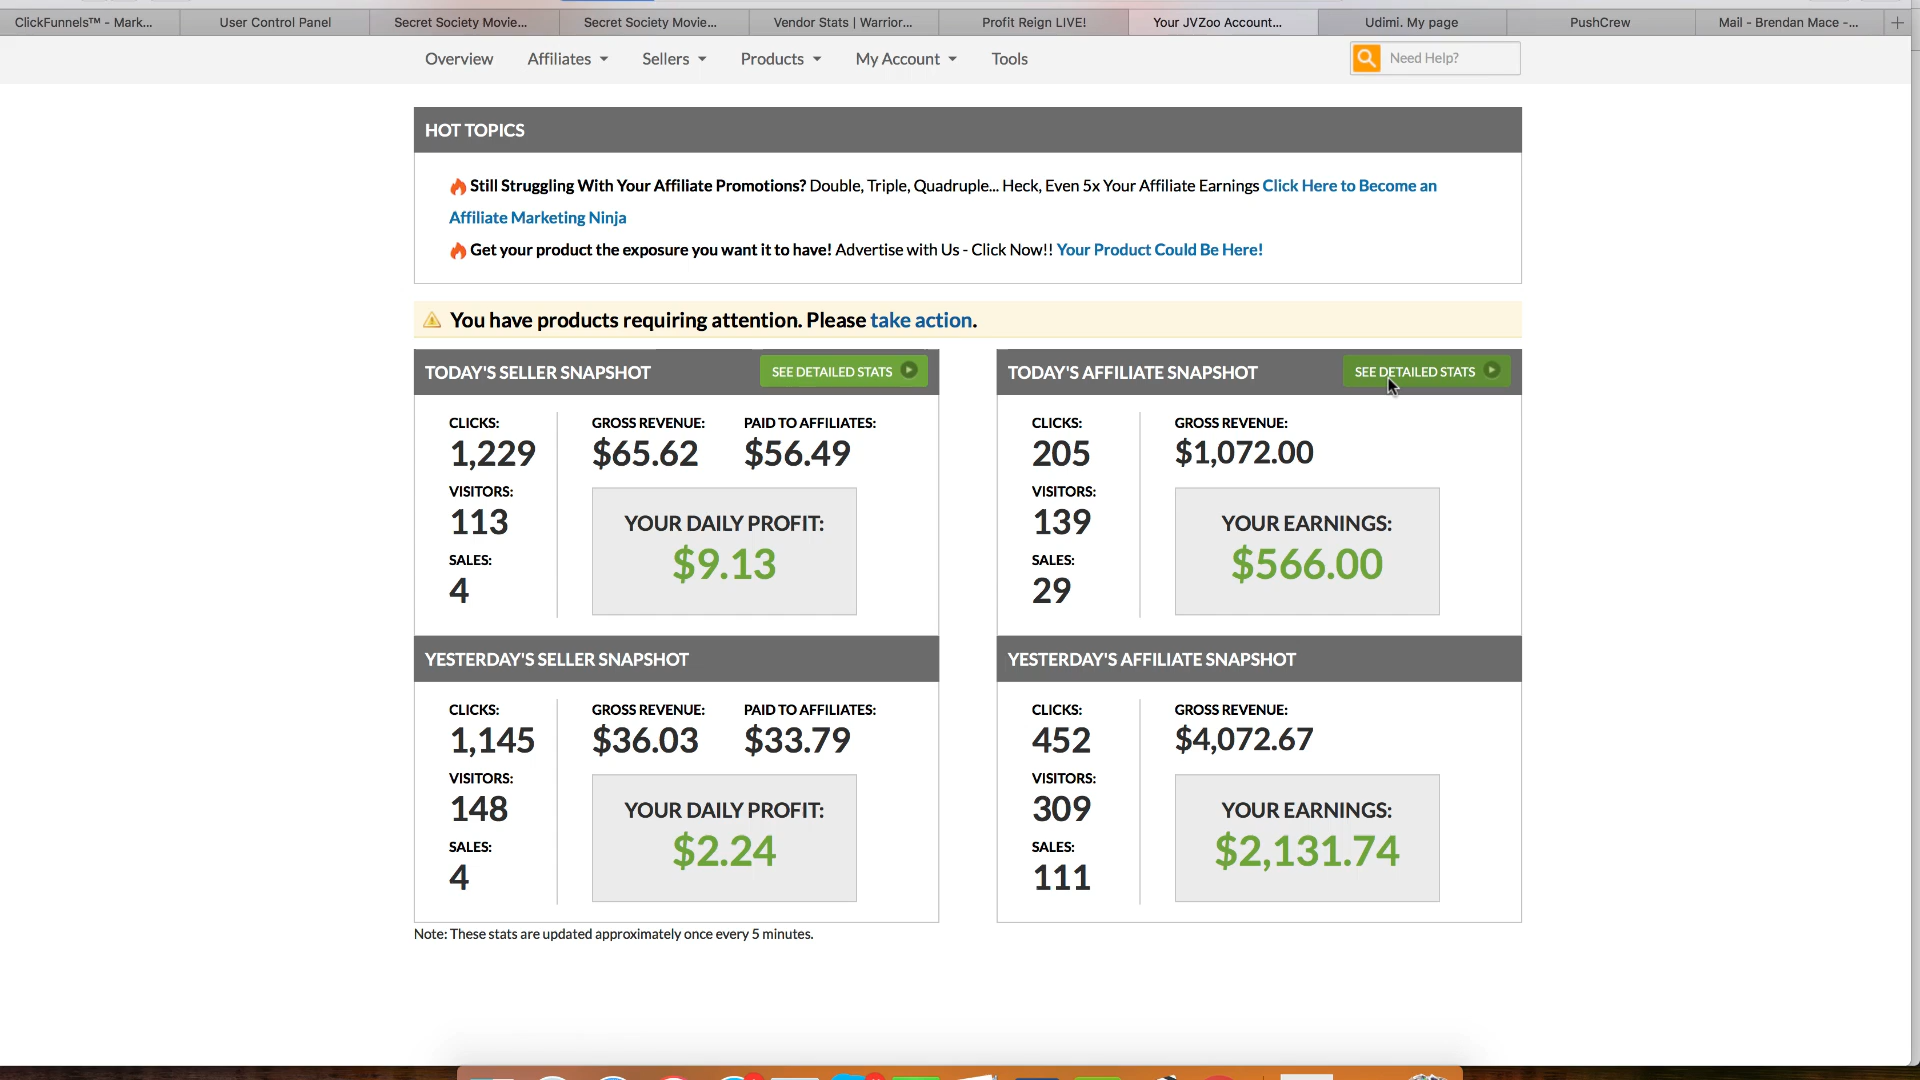 ClickFunnels™ - Mark... User Control Panel Secret Society Movie... Secret Society Movie... Vendor Stats | Warrior... Profit Reign LIVE! Your JVZoo Account... Udimi. My page PushCrew Mail - Brendan Mace -...
Overview Affiliates Sellers Products My Account Tools Need Help?
HOT TOPICS
Still Struggling With Your Affiliate Promotions? Double, Triple, Quadruple... Heck, Even 5x Your Affiliate Earnings Click Here to Become an
Affiliate Marketing Ninja
Get your product the exposure you want it to have! Advertise with Us - Click Now!! Your Product Could Be Here!
You have products requiring attention. Please take action.
TODAY'S SELLER SNAPSHOT SEE DETAILED STATS
CLICKS: GROSS REVENUE: PAID TO AFFILIATES:
1,229 $65.62 $56.49
VISITORS:
113
YOUR DAILY PROFIT:
$9.13
SALES:
4
TODAY'S AFFILIATE SNAPSHOT SEE DETAILED STATS
CLICKS: GROSS REVENUE:
205 $1,072.00
VISITORS:
139
YOUR EARNINGS:
$566.00
SALES:
29
YESTERDAY'S SELLER SNAPSHOT
CLICKS: GROSS REVENUE: PAID TO AFFILIATES:
1,145 $36.03 $33.79
VISITORS:
148
YOUR DAILY PROFIT:
$2.24
SALES:
4
YESTERDAY'S AFFILIATE SNAPSHOT
CLICKS: GROSS REVENUE:
452 $4,072.67
VISITORS:
309
YOUR EARNINGS:
$2,131.74
SALES:
111
Note: These stats are updated approximately once every 5 minutes.